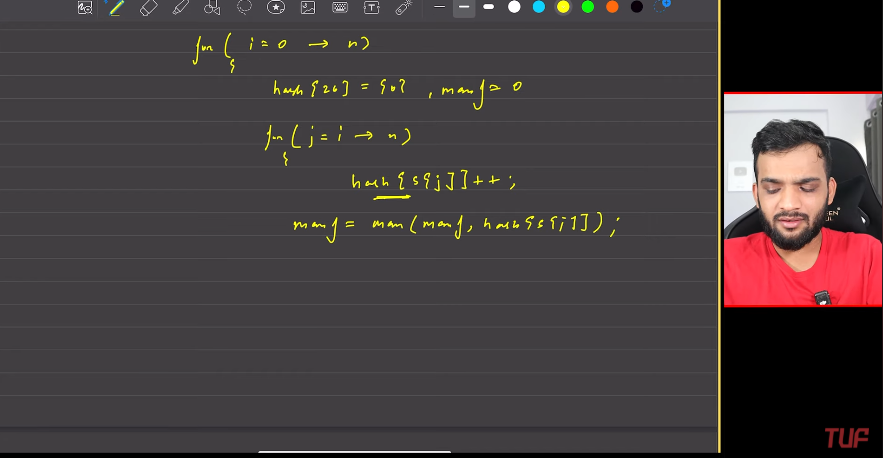 for ( i = 0 → n)
{
hash[26] = {0} , maxf = 0
for ( j = i → n )
{
hash[s[j]]++ ;
maxf = max(maxf, hash[s[j]]) ;
TUF